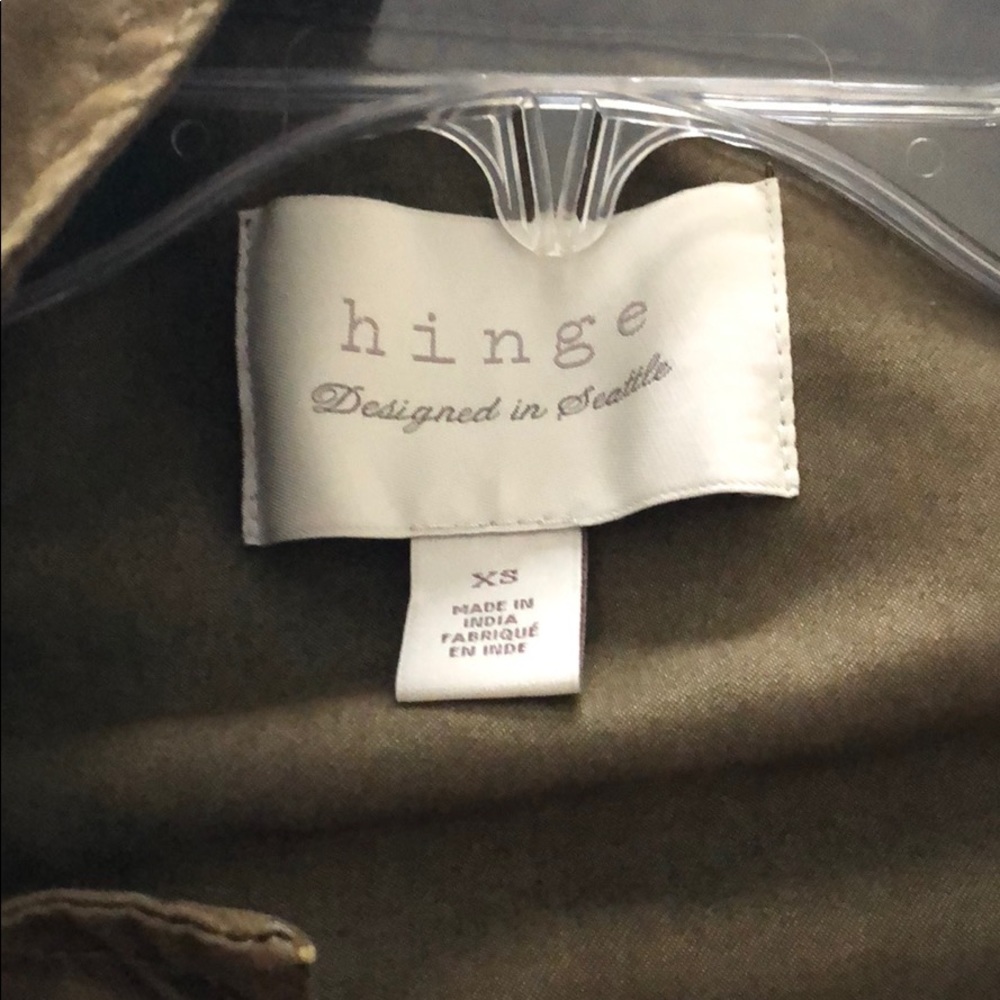 hinge
Designed in Seattle
XS
MADE IN
INDIA
FABRIQUÉ
EN INDE